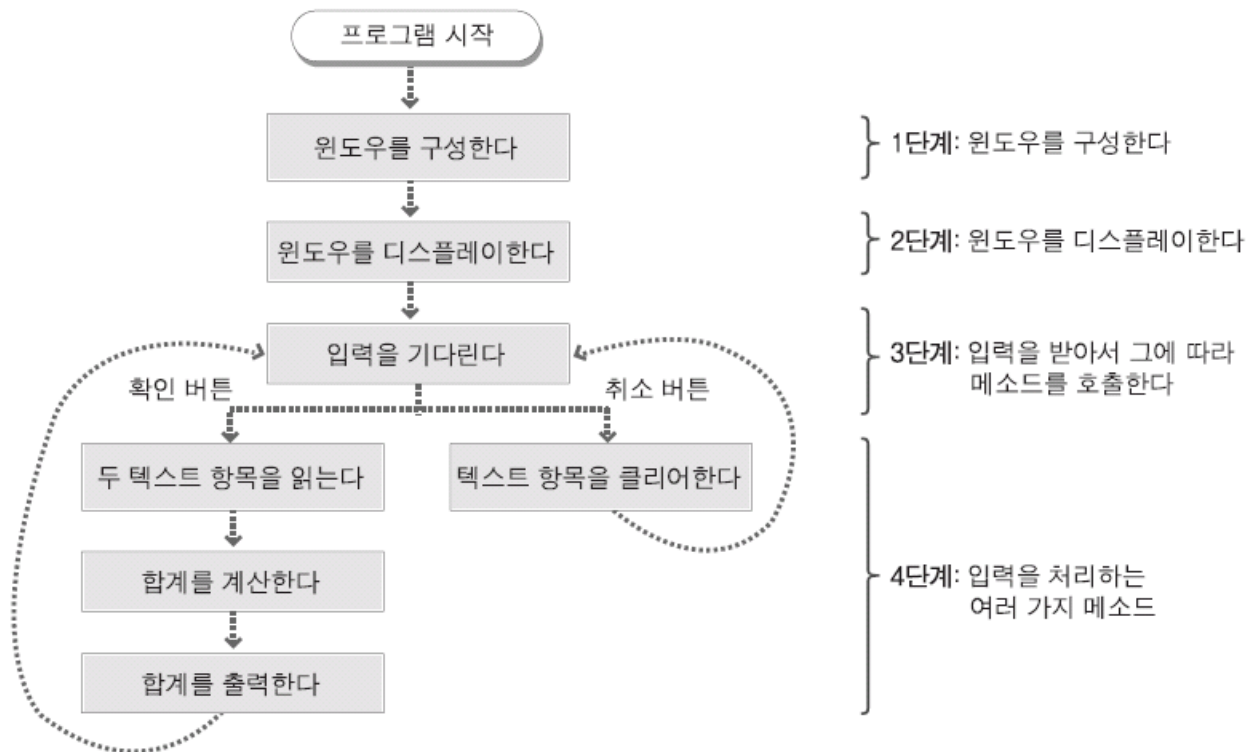 프로그램 시작
윈도우를 구성한다
1단계: 윈도우를 구성한다
윈도우를 디스플레이한다
2단계: 윈도우를 디스플레이한다
입력을 기다린다
3단계: 입력을 받아서 그에 따라
메소드를 호출한다
확인 버튼
취소 버튼
두 텍스트 항목을 읽는다
텍스트 항목을 클리어한다
합계를 계산한다
4단계: 입력을 처리하는
여러 가지 메소드
합계를 출력한다